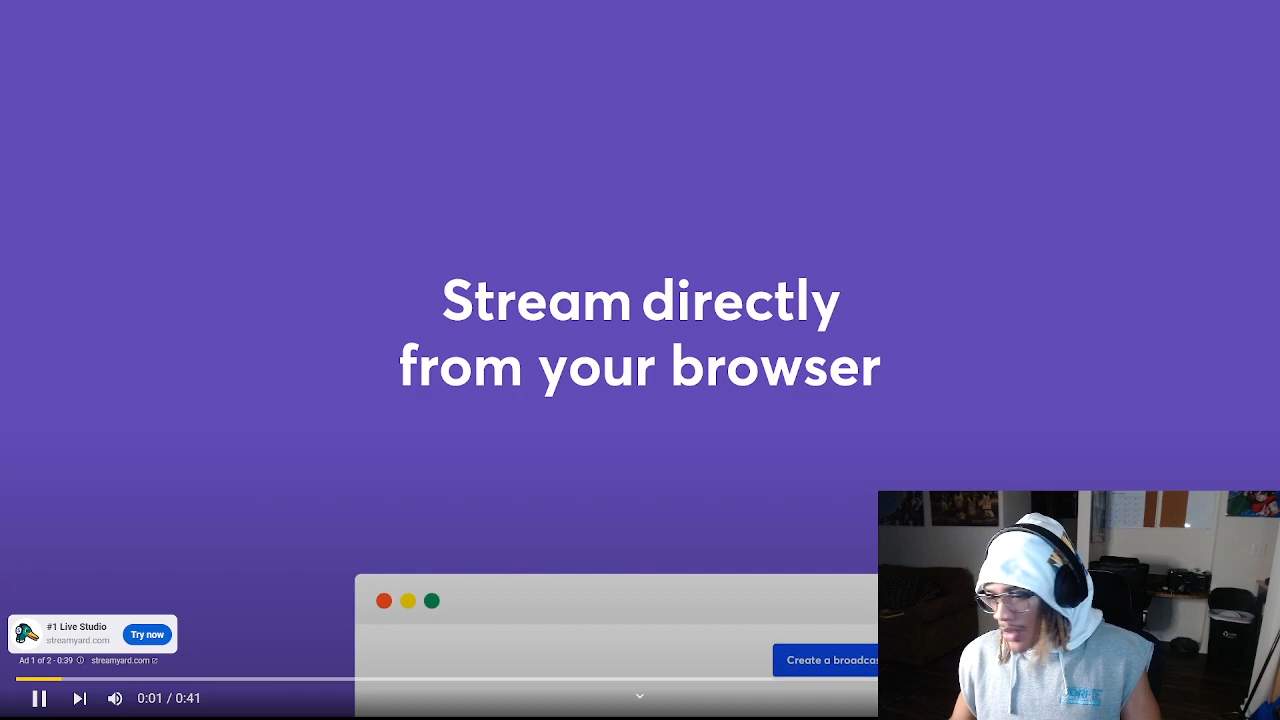 Stream directly
from your browser
Create a broadcas
#1 Live Studio
streamyard.com
Try now
Ad 1 of 2 · 0:39
streamyard.com
0:01 / 0:41